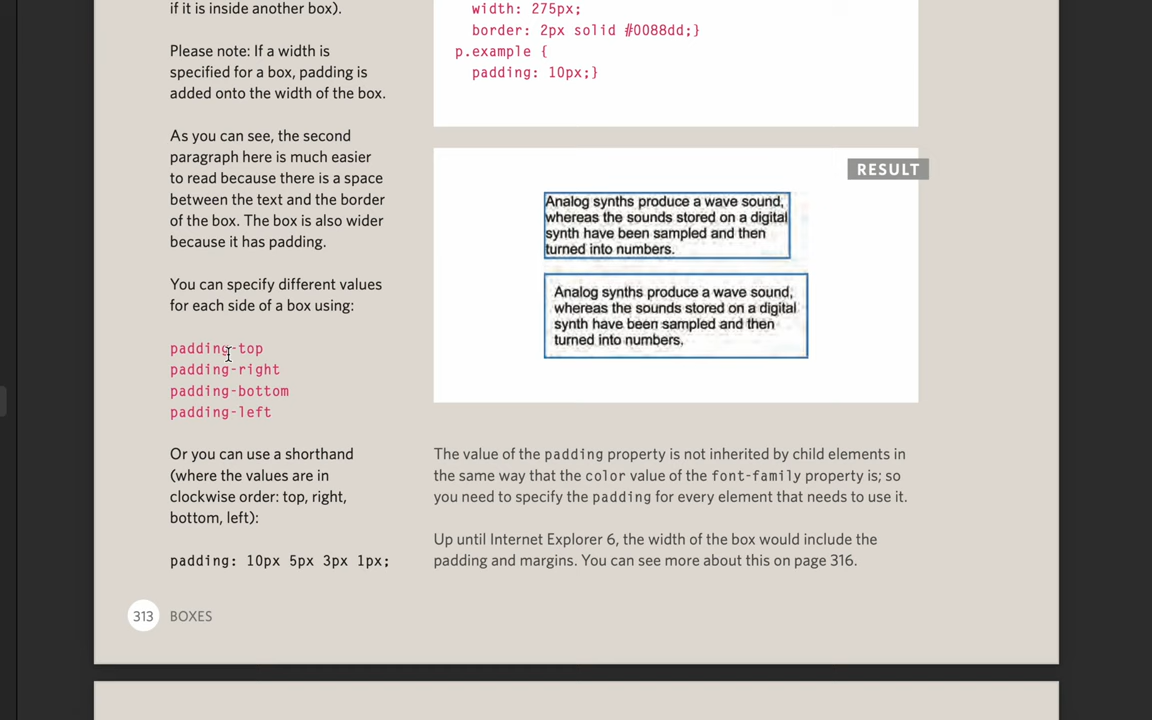 if it is inside another box).
Please note: If a width is
specified for a box, padding is
added onto the width of the box.
As you can see, the second
paragraph here is much easier
to read because there is a space
between the text and the border
of the box. The box is also wider
because it has padding.
You can specify different values
for each side of a box using:
padding-top
padding-right
padding-bottom
padding-left
Or you can use a shorthand
(where the values are in
clockwise order: top, right,
bottom, left):
padding: 10px 5px 3px 1px;
width: 275px;
border: 2px solid #0088dd;}
p.example {
padding: 10px;}
RESULT
Analog synths produce a wave sound,
whereas the sounds stored on a digital
synth have been sampled and then
turned into numbers.
Analog synths produce a wave sound,
whereas the sounds stored on a digital
synth have been sampled and then
turned into numbers.
The value of the padding property is not inherited by child elements in
the same way that the color value of the font-family property is; so
you need to specify the padding for every element that needs to use it.
Up until Internet Explorer 6, the width of the box would include the
padding and margins. You can see more about this on page 316.
313 BOXES